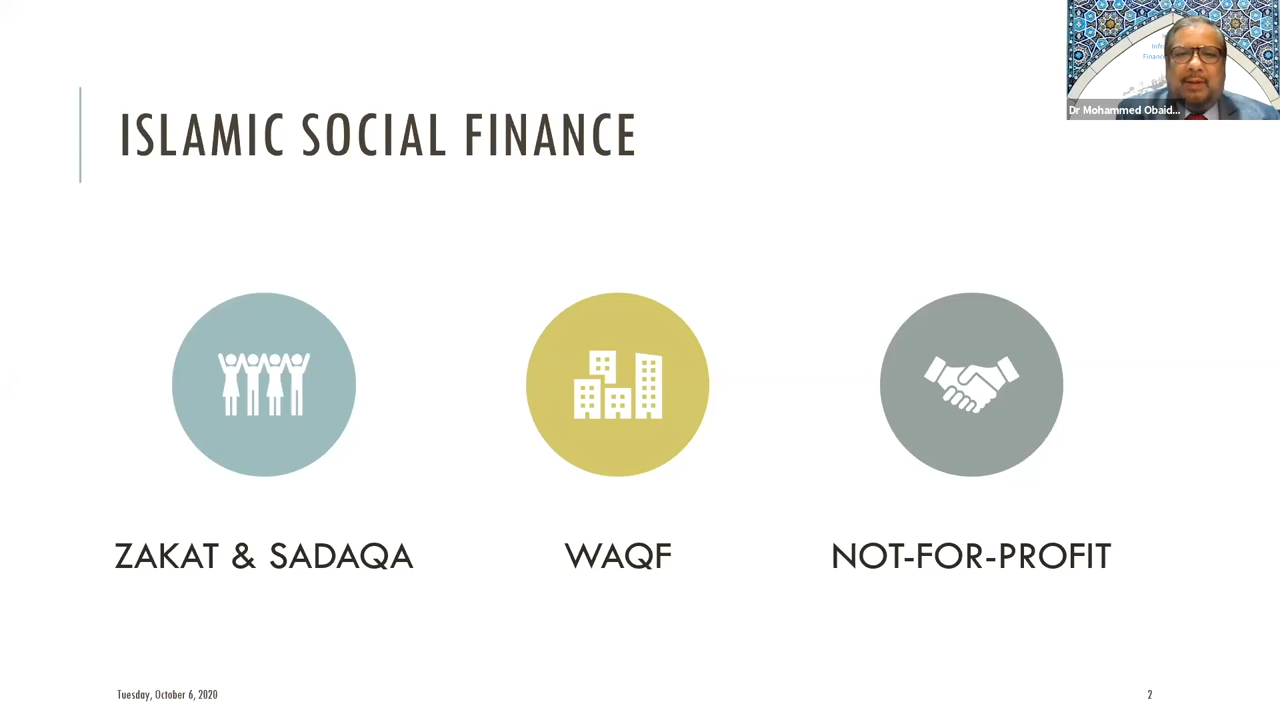 ISLAMIC SOCIAL FINANCE
Dr Mohammed Obaid...
ZAKAT & SADAQA
WAQF
NOT-FOR-PROFIT
Tuesday, October 6, 2020
2